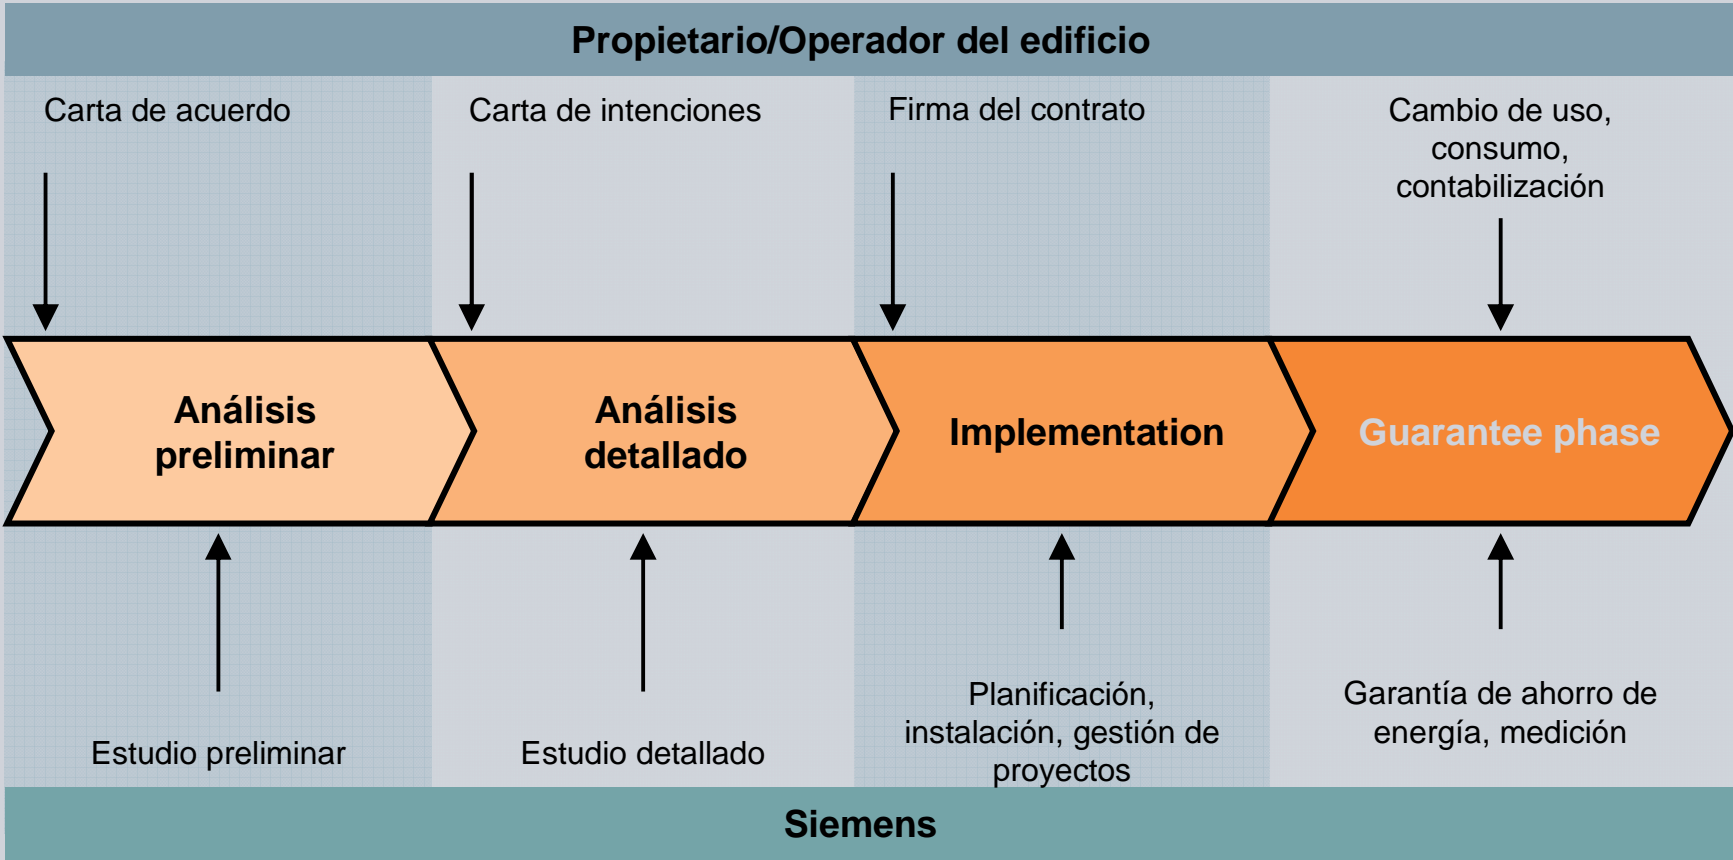 Propietario/Operador del edificio
Carta de acuerdo
Carta de intenciones
Firma del contrato
Cambio de uso,
consumo,
contabilización
Análisis
preliminar
Análisis
detallado
Implementation
Guarantee phase
Estudio preliminar
Estudio detallado
Planificación,
instalación, gestión de
proyectos
Garantía de ahorro de
energía, medición
Siemens